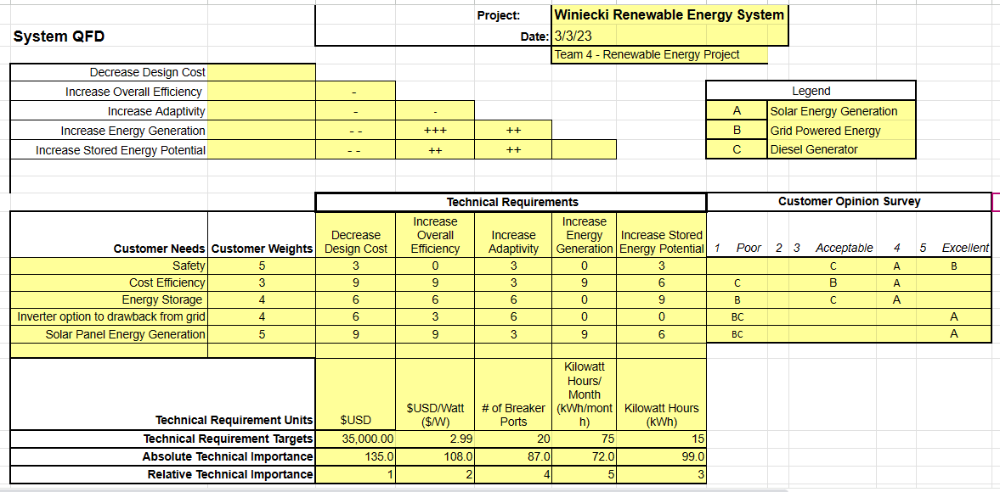 Project: Winiecki Renewable Energy System
System QFD
Date: 3/3/23
Team 4 - Renewable Energy Project
Decrease Design Cost
Increase Overall Efficiency -
Legend
Increase Adaptivity - -
A Solar Energy Generation
Increase Energy Generation - - +++ ++
B Grid Powered Energy
Increase Stored Energy Potential - - ++ ++
C Diesel Generator
Technical Requirements
Customer Opinion Survey
Customer Needs Customer Weights
Decrease
Design Cost
Increase
Overall
Efficiency
Increase
Adaptivity
Increase
Energy
Generation
Increase Stored
Energy Potential
1 Poor 2 3 Acceptable 4 5 Excellent
Safety 5 3 0 3 0 3 C A B
Cost Efficiency 3 9 9 3 9 6 C B A
Energy Storage 4 6 6 6 0 9 B C A
Inverter option to drawback from grid 4 6 3 6 0 0 BC A
Solar Panel Energy Generation 5 9 9 3 9 6 BC A
Technical Requirement Units
$USD
$USD/Watt
($/W)
# of Breaker
Ports
Kilowatt
Hours/
Month
(kWh/mont
h)
Kilowatt Hours
(kWh)
Technical Requirement Targets 35,000.00 2.99 20 75 15
Absolute Technical Importance 135.0 108.0 87.0 72.0 99.0
Relative Technical Importance 1 2 4 5 3